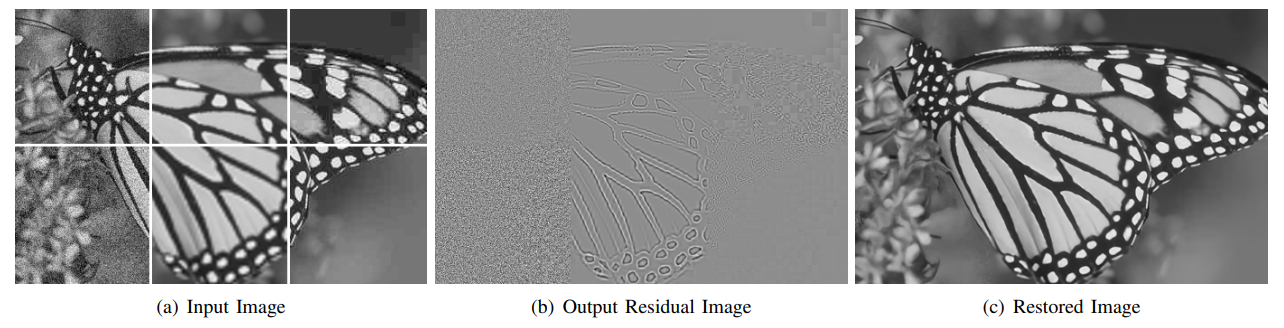 (a) Input Image
(b) Output Residual Image
(c) Restored Image